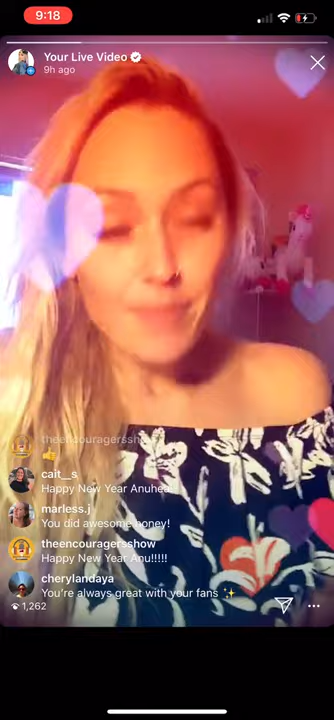 9:18
Your Live Video
9h ago
theencouragersshow
👍
cait__s
Happy New Year Anuhea
marless.j
You did awesome honey!
theencouragersshow
Happy New Year Anu!!!!!
cherylandaya
You're always great with your fans ✨
1,262